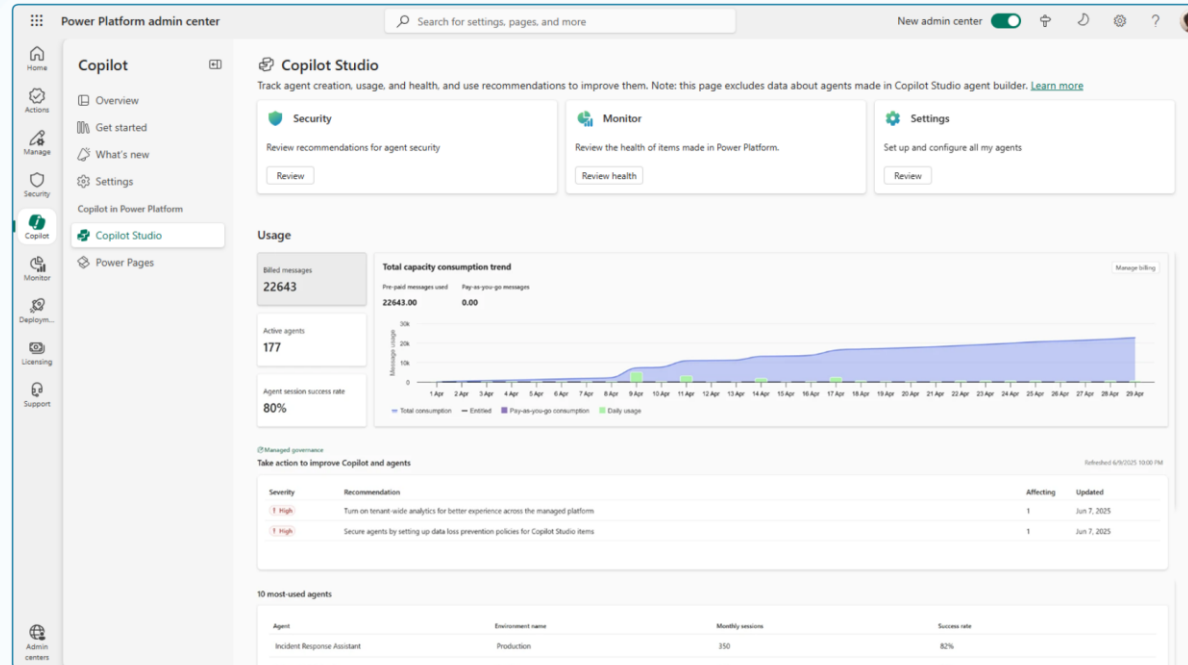 Power Platform admin center
Search for settings, pages, and more
New admin center
Home
Actions
Manage
Security
Copilot
Monitor
Deploym...
Licensing
Support
Admin
centers
Copilot
Overview
Get started
What's new
Settings
Copilot in Power Platform
Copilot Studio
Power Pages
Copilot Studio
Track agent creation, usage, and health, and use recommendations to improve them. Note: this page excludes data about agents made in Copilot Studio agent builder. Learn more
Security
Review recommendations for agent security
Review
Monitor
Review the health of items made in Power Platform.
Review health
Settings
Set up and configure all my agents
Review
Usage
Billed messages
22643
Active agents
177
Agent session success rate
80%
Total capacity consumption trend
Manage billing
Pre-paid messages used Pay-as-you-go messages
22643.00 0.00
Message usage
30k
20k
10k
0
1 Apr 2 Apr 3 Apr 4 Apr 5 Apr 6 Apr 7 Apr 8 Apr 9 Apr 10 Apr 11 Apr 12 Apr 13 Apr 14 Apr 15 Apr 16 Apr 17 Apr 18 Apr 19 Apr 20 Apr 21 Apr 22 Apr 23 Apr 24 Apr 25 Apr 26 Apr 27 Apr 28 Apr 29 Apr
Total consumption Entitled Pay-as-you-go consumption Daily usage
Managed governance
Take action to improve Copilot and agents
Refreshed 6/9/2025 10:00 PM
Severity Recommendation Affecting Updated
High Turn on tenant-wide analytics for better experience across the managed platform 1 Jun 7, 2025
High Secure agents by setting up data loss prevention policies for Copilot Studio items 1 Jun 7, 2025
10 most-used agents
Agent Environment name Monthly sessions Success rate
Incident Response Assistant Production 350 82%